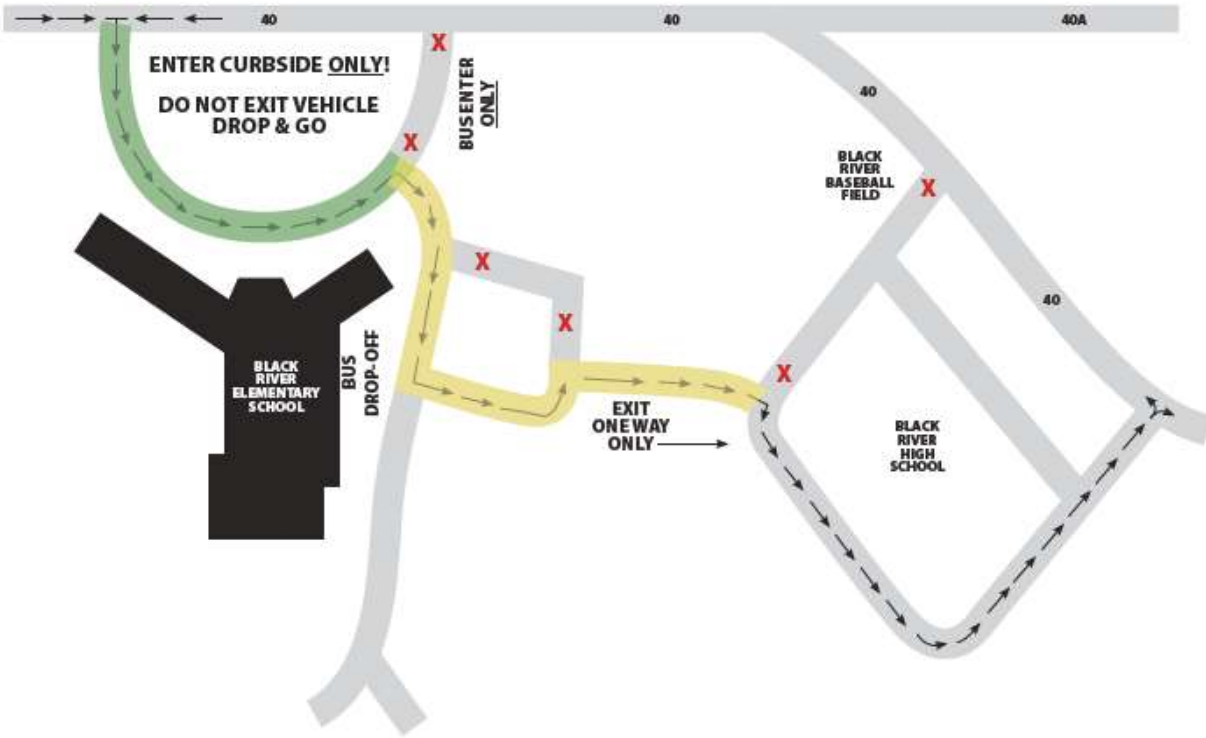 40
40
40A
ENTER CURBSIDE ONLY!
DO NOT EXIT VEHICLE
DROP & GO
X
BUS ENTER
ONLY
X
40
BLACK
RIVER
BASEBALL
FIELD
X
X
X
40
BLACK
RIVER
ELEMENTARY
SCHOOL
BUS
DROP-OFF
X
EXIT
ONE WAY
ONLY
BLACK
RIVER
HIGH
SCHOOL